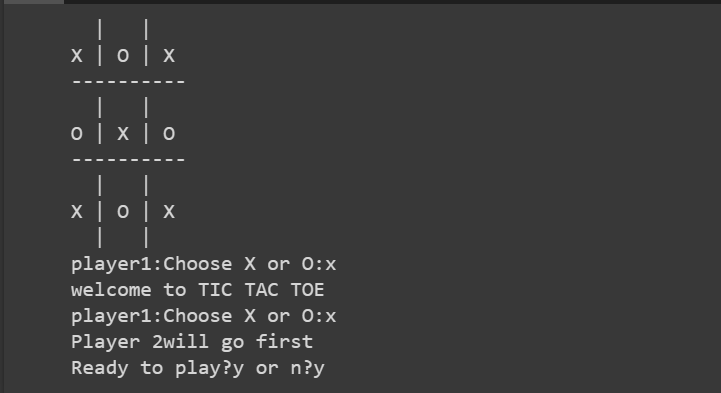 |   |
X | O | X
----------
  |   |
O | X | O
----------
  |   |
X | O | X
  |   |
player1:Choose X or O:x
welcome to TIC TAC TOE
player1:Choose X or O:x
Player 2will go first
Ready to play?y or n?y